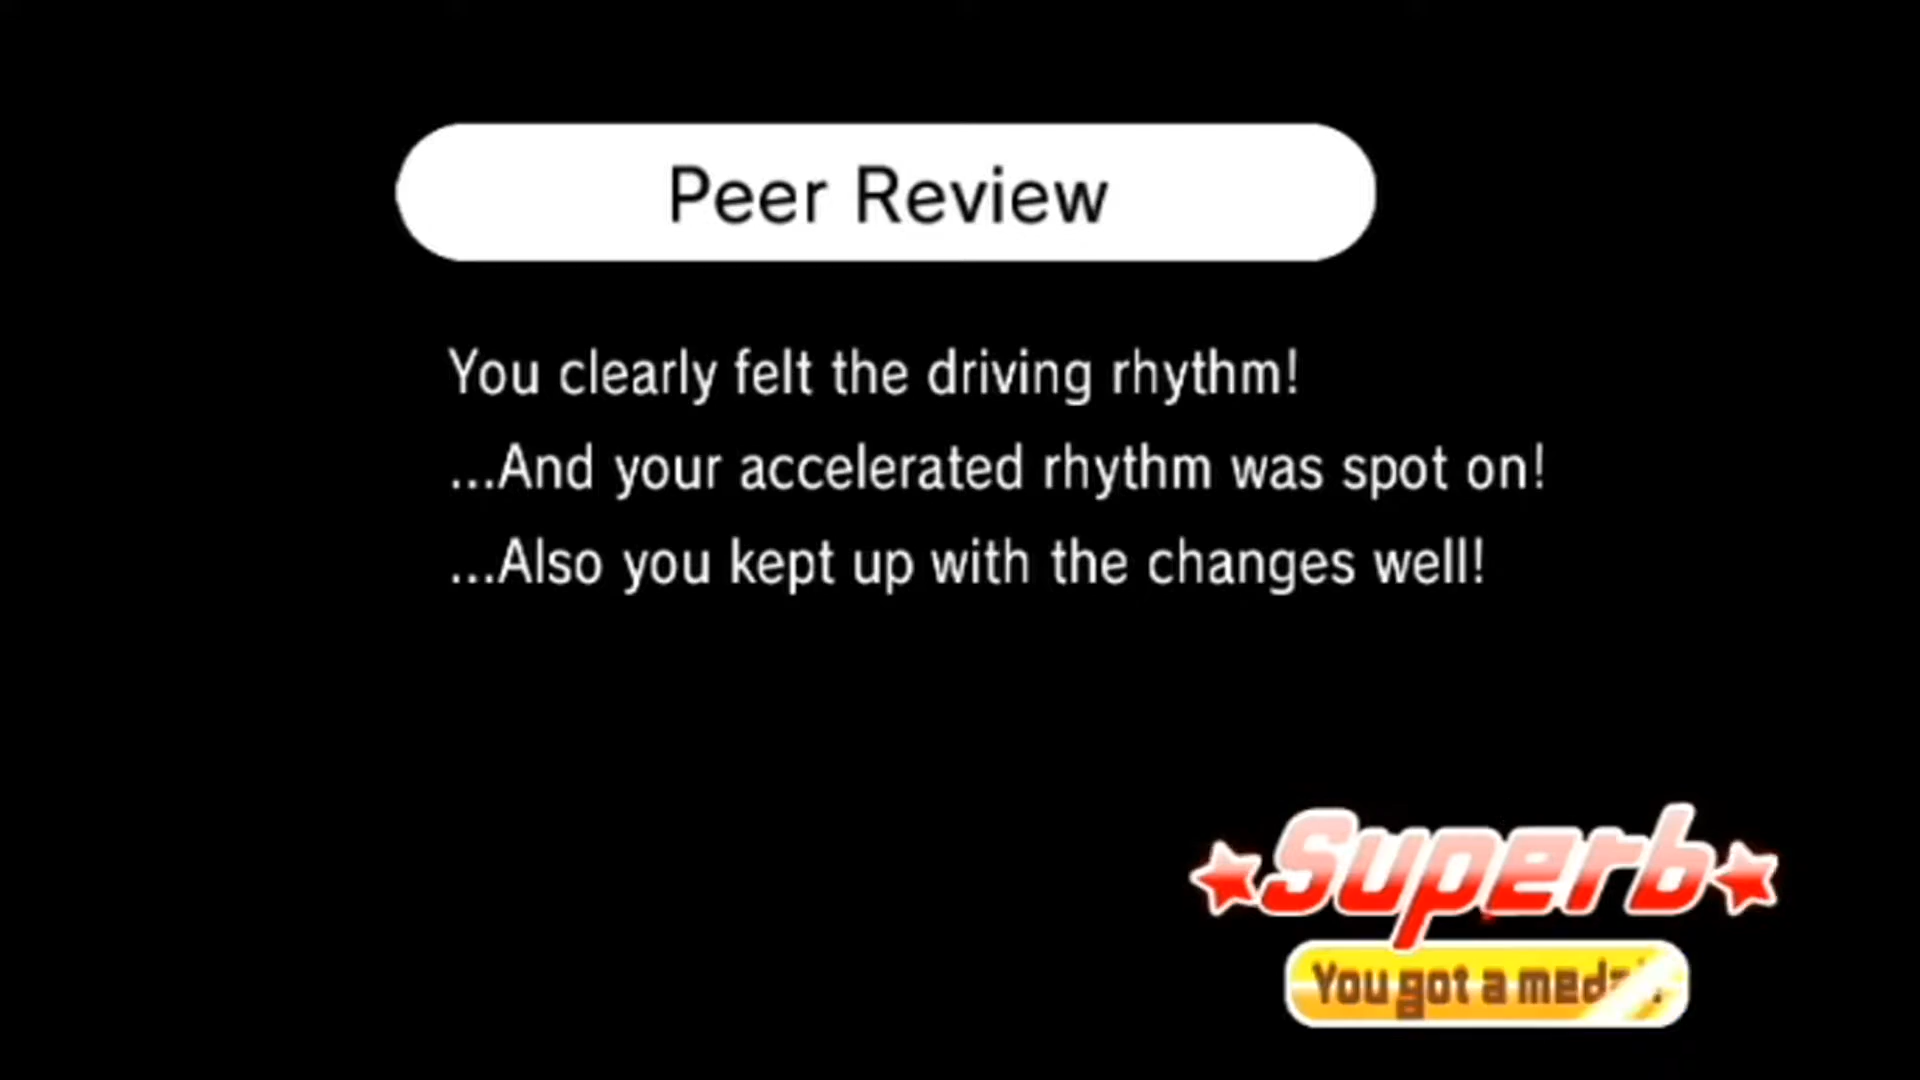 Peer Review
You clearly felt the driving rhythm!
...And your accelerated rhythm was spot on!
...Also you kept up with the changes well!
Superb
You got a medal!